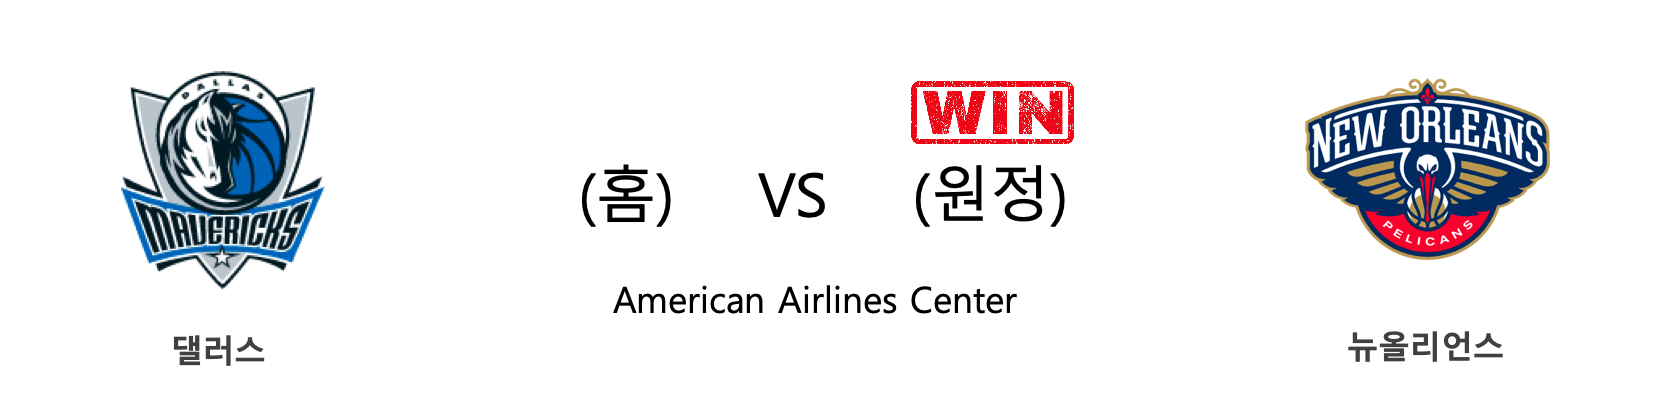 DALLAS
MAVERICKS
댈러스
WIN
(홈) VS (원정)
American Airlines Center
NEW ORLEANS
PELICANS
뉴올리언스